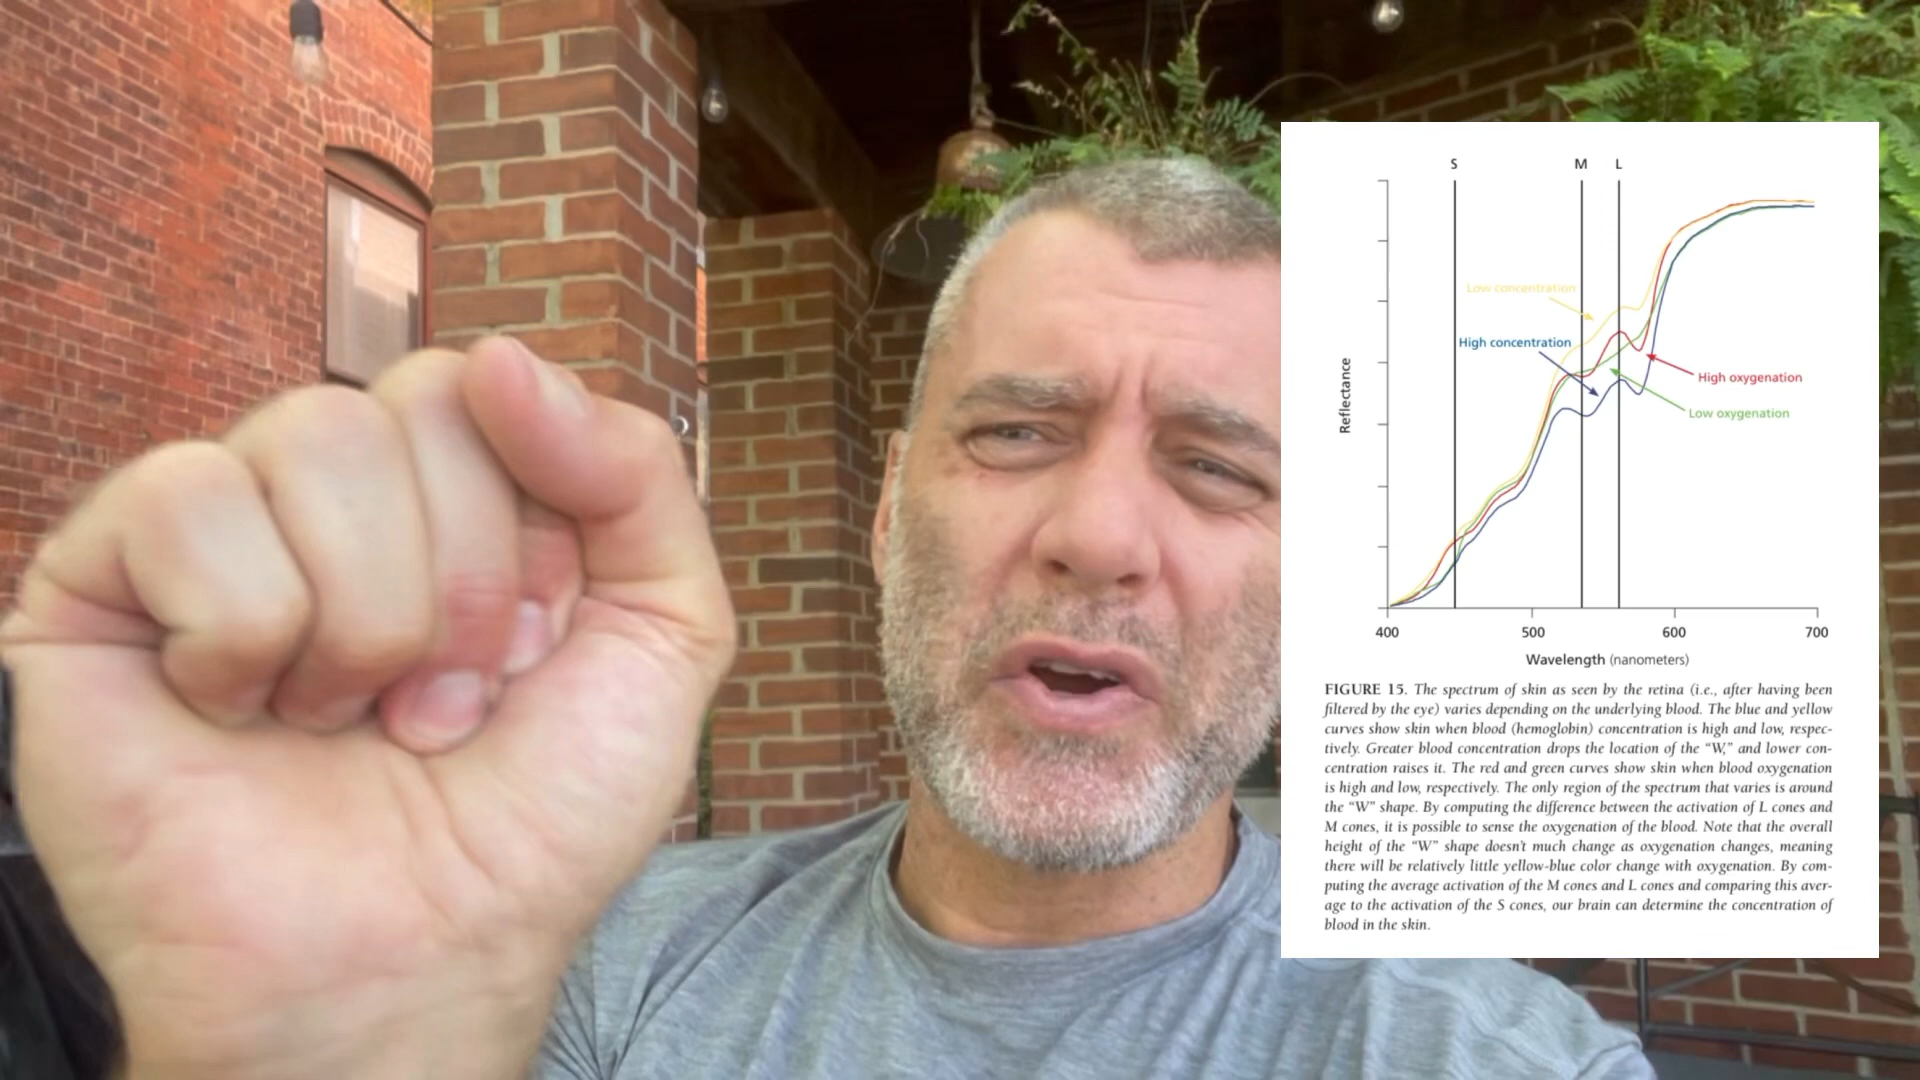 S M L
Low concentration
High concentration
High oxygenation
Low oxygenation
Reflectance
400 500 600 700
Wavelength (nanometers)
FIGURE 15. The spectrum of skin as seen by the retina (i.e., after having been
filtered by the eye) varies depending on the underlying blood. The blue and yellow
curves show skin when blood (hemoglobin) concentration is high and low, respec-
tively. Greater blood concentration drops the location of the “W,” and lower con-
centration raises it. The red and green curves show skin when blood oxygenation
is high and low, respectively. The only region of the spectrum that varies is around
the “W” shape. By computing the difference between the activation of L cones and
M cones, it is possible to sense the oxygenation of the blood. Note that the overall
height of the “W” shape doesn’t much change as oxygenation changes, meaning
there will be relatively little yellow-blue color change with oxygenation. By com-
puting the average activation of the M cones and L cones and comparing this aver-
age to the activation of the S cones, our brain can determine the concentration of
blood in the skin.